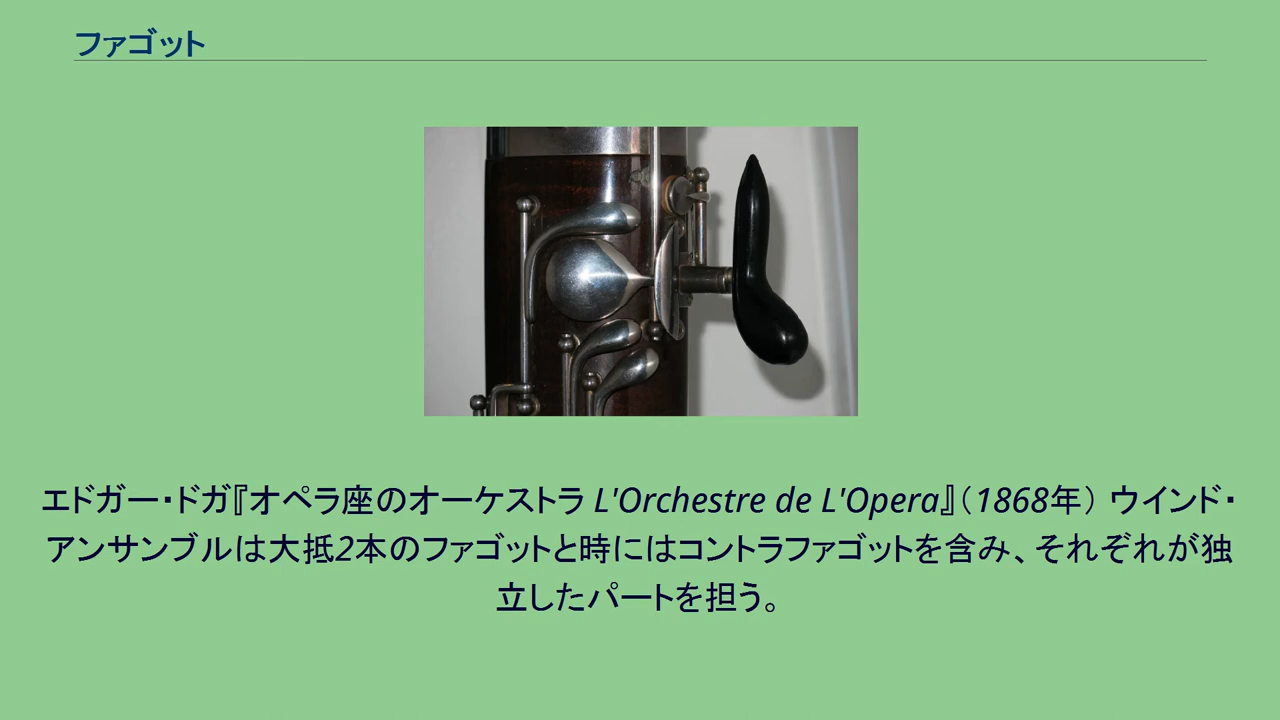 ファゴット
エドガー・ドガ『オペラ座のオーケストラ L'Orchestre de L'Opera』（1868年） ウインド・
アンサンブルは大抵2本のファゴットと時にはコントラファゴットを含み、それぞれが独
立したパートを担う。